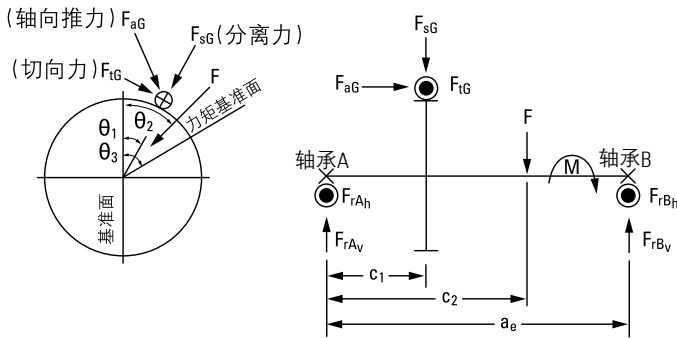 (轴向推力) FaG
FsG (分离力)
(切向力) FtG
F
力矩基准面
θ1
θ2
θ3
基准面
FsG
FaG
FtG
F
轴承A
M
轴承B
FrAh
FrBh
FrAv
FrBv
c1
c2
ae